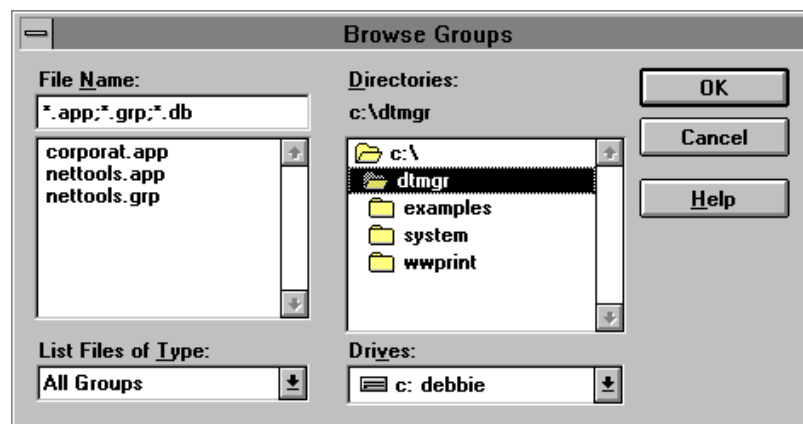 Browse Groups
File Name:
*.app;*.grp;*.db
corporat.app
nettools.app
nettools.grp
List Files of Type:
All Groups
Directories:
c:\dtmgr
c:\
dtmgr
examples
system
wwprint
Drives:
c: debbie
OK
Cancel
Help